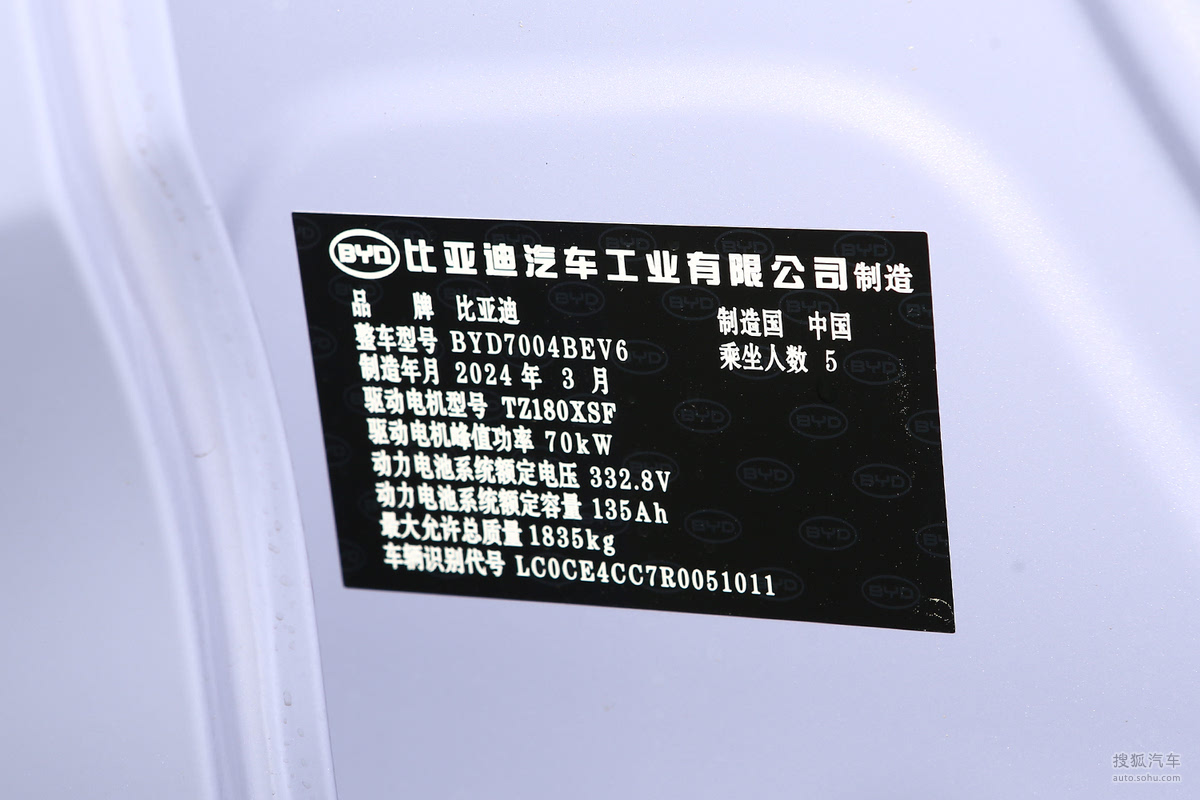 BYD 比亚迪汽车工业有限公司制造
品 牌 比亚迪 制造国 中国
整车型号 BYD7004BEV6 乘坐人数 5
制造年月 2024 年 3 月
驱动电机型号 TZ180XSF
驱动电机峰值功率 70kW
动力电池系统额定电压 332.8V
动力电池系统额定容量 135Ah
最大允许总质量 1835kg
车辆识别代号 LC0CE4CC7R0051011
搜狐汽车
auto.sohu.com